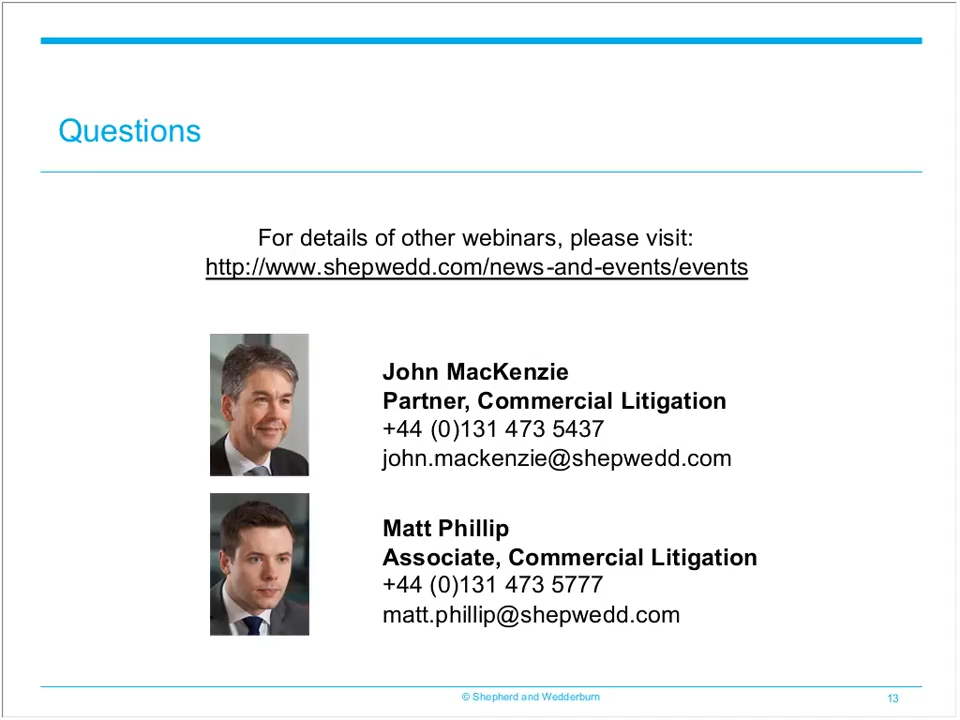 Questions
For details of other webinars, please visit:
http://www.shepwedd.com/news-and-events/events
John MacKenzie
Partner, Commercial Litigation
+44 (0)131 473 5437
john.mackenzie@shepwedd.com
Matt Phillip
Associate, Commercial Litigation
+44 (0)131 473 5777
matt.phillip@shepwedd.com
© Shepherd and Wedderburn
13